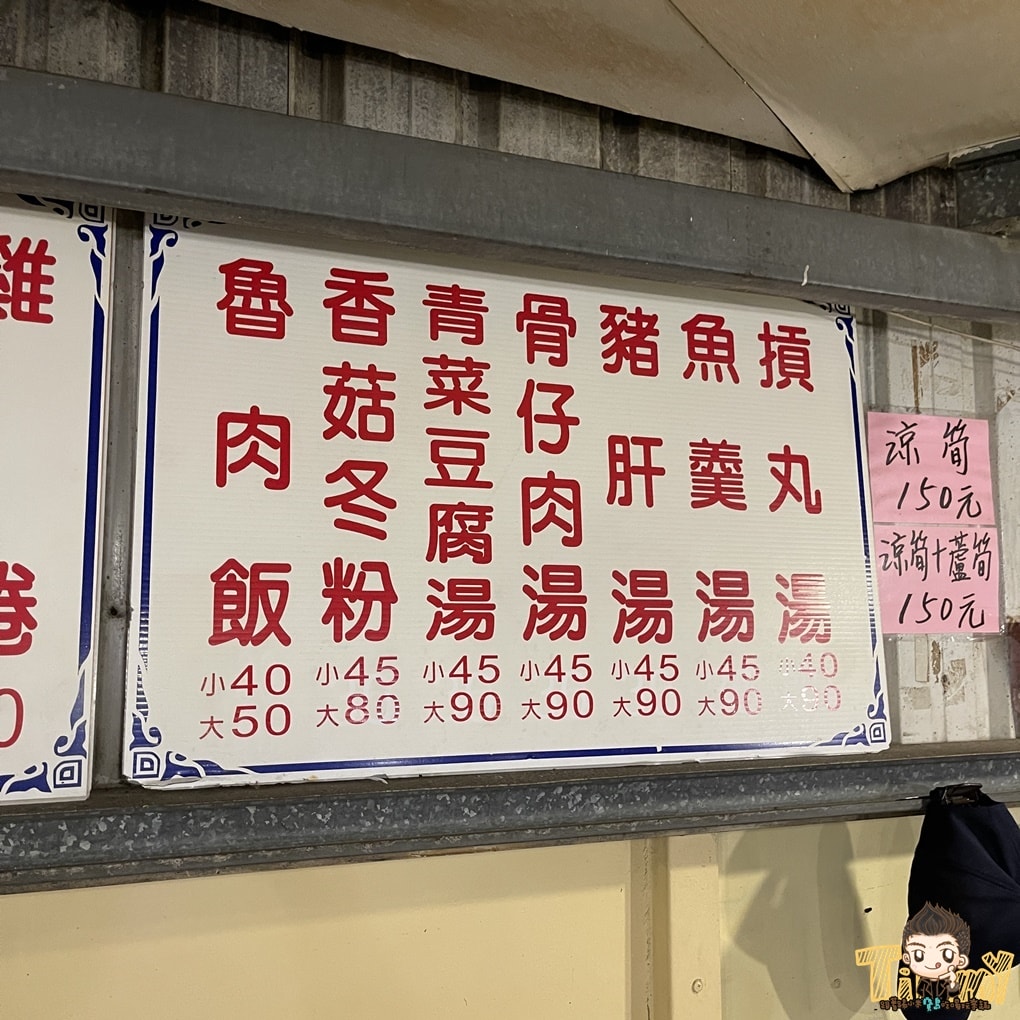 雞
捲
0
魯肉飯
小40
大50
香菇冬粉
小45
大80
青菜豆腐湯
小45
大90
骨仔肉湯
小45
大90
豬肝湯
小45
大90
魚羹湯
小45
大90
摃丸湯
小40
大90
涼筍
150元
涼筍+蘆筍
150元